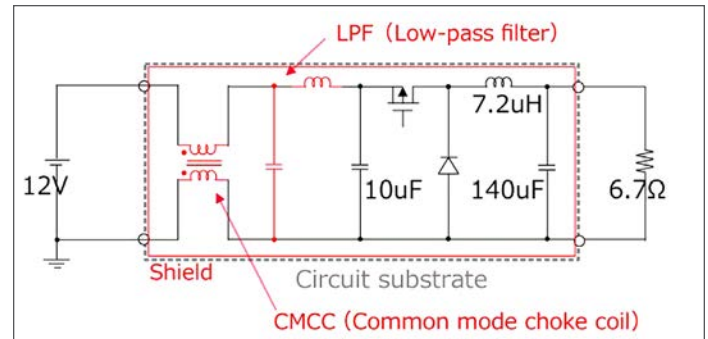 LPF (Low-pass filter)
7.2uH
12V
10uF
140uF
6.7Ω
Shield
Circuit substrate
CMCC (Common mode choke coil)